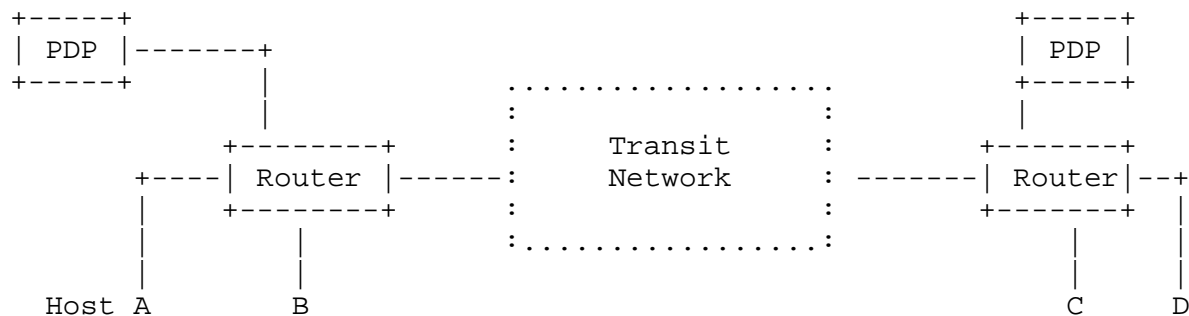 PDP PDP
Transit
Router Network Router
Host A B C D